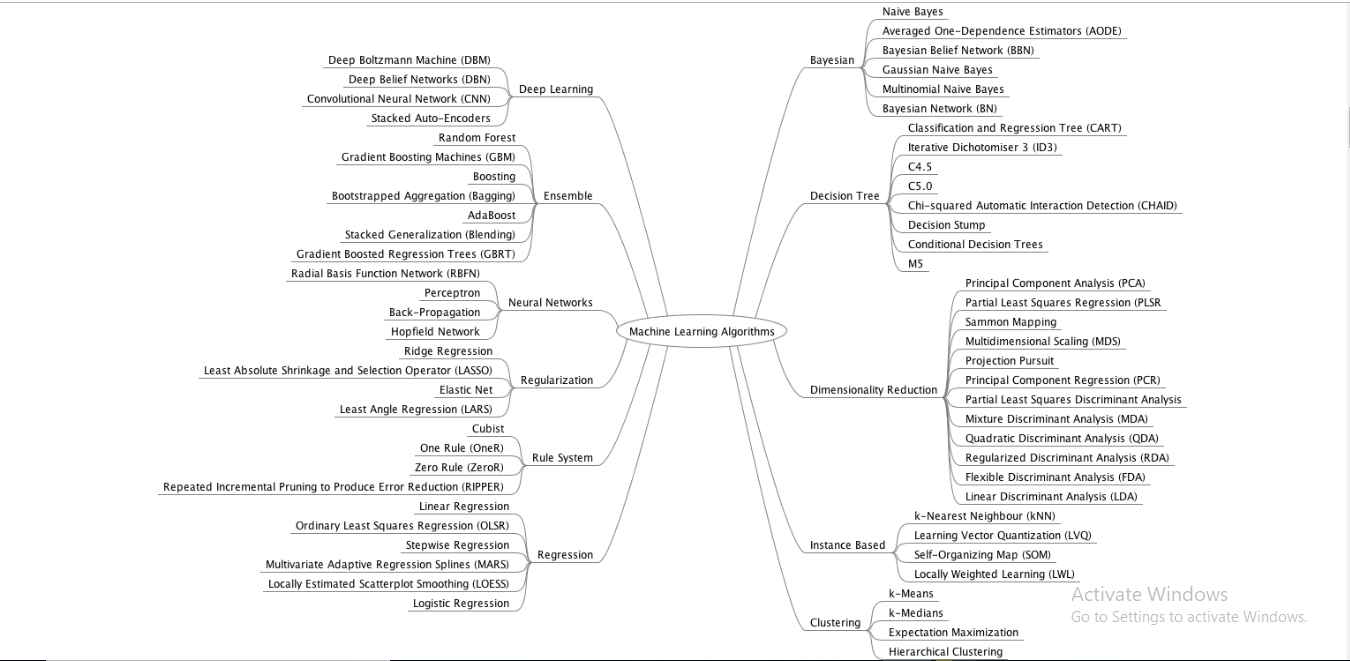 Deep Boltzmann Machine (DBM)
Deep Belief Networks (DBN)
Convolutional Neural Network (CNN)
Stacked Auto-Encoders
Deep Learning
Random Forest
Gradient Boosting Machines (GBM)
Boosting
Bootstrapped Aggregation (Bagging)
AdaBoost
Stacked Generalization (Blending)
Gradient Boosted Regression Trees (GBRT)
Ensemble
Radial Basis Function Network (RBFN)
Perceptron
Back-Propagation
Hopfield Network
Neural Networks
Ridge Regression
Least Absolute Shrinkage and Selection Operator (LASSO)
Elastic Net
Least Angle Regression (LARS)
Regularization
Cubist
One Rule (OneR)
Zero Rule (ZeroR)
Repeated Incremental Pruning to Produce Error Reduction (RIPPER)
Rule System
Linear Regression
Ordinary Least Squares Regression (OLSR)
Stepwise Regression
Multivariate Adaptive Regression Splines (MARS)
Locally Estimated Scatterplot Smoothing (LOESS)
Logistic Regression
Regression
Machine Learning Algorithms
Bayesian
Naive Bayes
Averaged One-Dependence Estimators (AODE)
Bayesian Belief Network (BBN)
Gaussian Naive Bayes
Multinomial Naive Bayes
Bayesian Network (BN)
Decision Tree
Classification and Regression Tree (CART)
Iterative Dichotomiser 3 (ID3)
C4.5
C5.0
Chi-squared Automatic Interaction Detection (CHAID)
Decision Stump
Conditional Decision Trees
M5
Dimensionality Reduction
Principal Component Analysis (PCA)
Partial Least Squares Regression (PLSR
Sammon Mapping
Multidimensional Scaling (MDS)
Projection Pursuit
Principal Component Regression (PCR)
Partial Least Squares Discriminant Analysis
Mixture Discriminant Analysis (MDA)
Quadratic Discriminant Analysis (QDA)
Regularized Discriminant Analysis (RDA)
Flexible Discriminant Analysis (FDA)
Linear Discriminant Analysis (LDA)
Instance Based
k-Nearest Neighbour (kNN)
Learning Vector Quantization (LVQ)
Self-Organizing Map (SOM)
Locally Weighted Learning (LWL)
Clustering
k-Means
k-Medians
Expectation Maximization
Hierarchical Clustering
Activate Windows
Go to Settings to activate Windows.